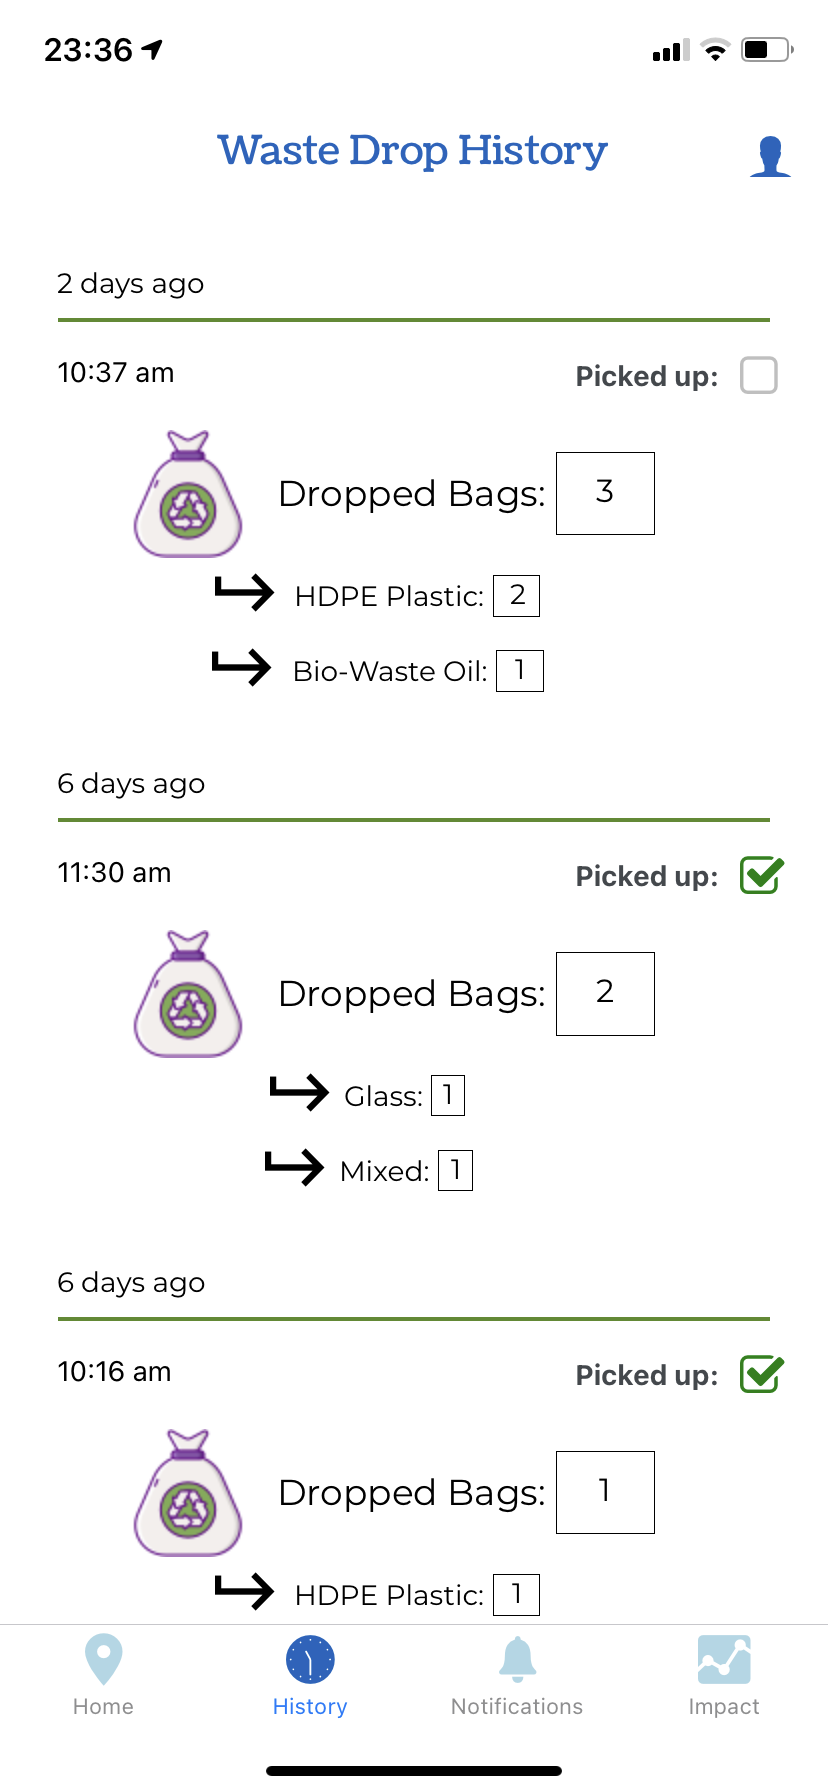 23:36
Waste Drop History
2 days ago
10:37 am
Picked up:
Dropped Bags: 3
HDPE Plastic: 2
Bio-Waste Oil: 1
6 days ago
11:30 am
Picked up:
Dropped Bags: 2
Glass: 1
Mixed: 1
6 days ago
10:16 am
Picked up:
Dropped Bags: 1
HDPE Plastic: 1
Home History Notifications Impact